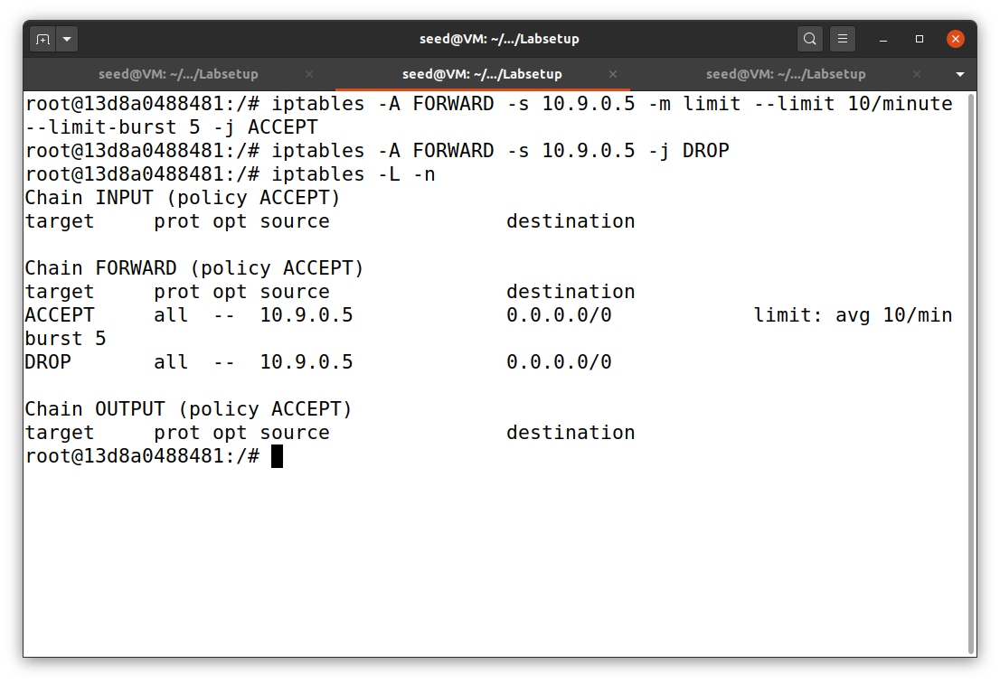 seed@VM: ~/.../Labsetup
seed@VM: ~/.../Labsetup
seed@VM: ~/.../Labsetup
seed@VM: ~/.../Labsetup
root@13d8a0488481:/# iptables -A FORWARD -s 10.9.0.5 -m limit --limit 10/minute
--limit-burst 5 -j ACCEPT
root@13d8a0488481:/# iptables -A FORWARD -s 10.9.0.5 -j DROP
root@13d8a0488481:/# iptables -L -n
Chain INPUT (policy ACCEPT)
target     prot opt source               destination

Chain FORWARD (policy ACCEPT)
target     prot opt source               destination
ACCEPT     all  --  10.9.0.5             0.0.0.0/0            limit: avg 10/min
burst 5
DROP       all  --  10.9.0.5             0.0.0.0/0

Chain OUTPUT (policy ACCEPT)
target     prot opt source               destination
root@13d8a0488481:/#